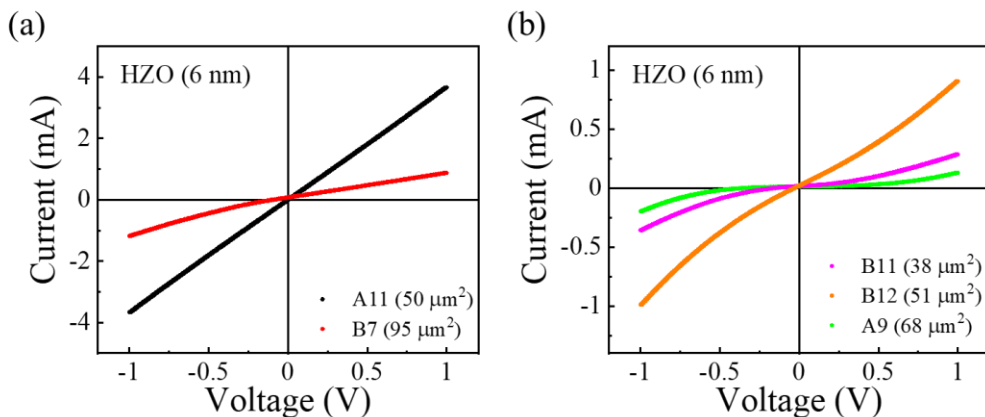 (a)
HZO (6 nm)
Current (mA)
4
2
0
-2
-4
A11 (50 μm²)
B7 (95 μm²)
-1
-0.5
0
0.5
1
Voltage (V)
(b)
HZO (6 nm)
Current (mA)
1
0.5
0
-0.5
-1
B11 (38 μm²)
B12 (51 μm²)
A9 (68 μm²)
-1
-0.5
0
0.5
1
Voltage (V)